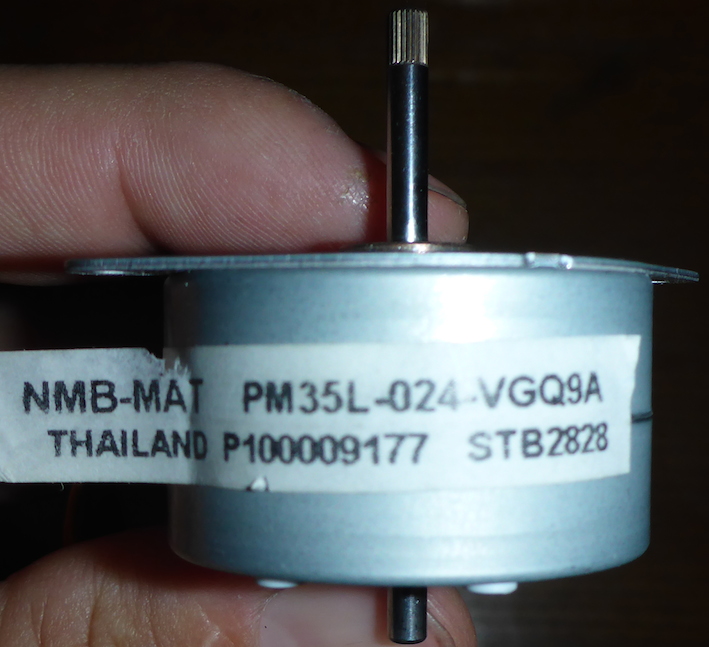 NMB-MAT PM35L-024-VGQ9A
THAILAND P100009177 STB2828